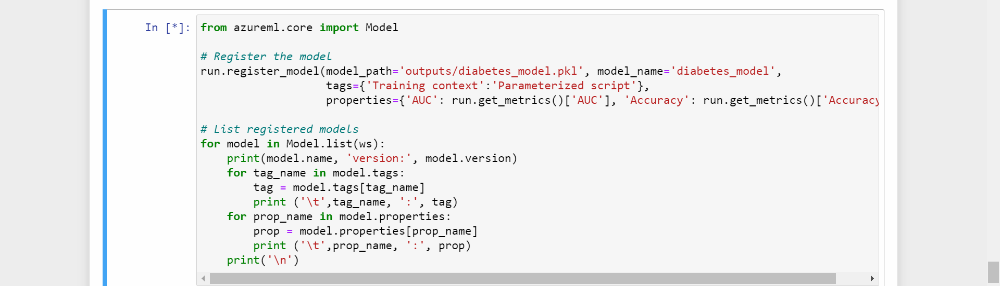 In [*]: from azureml.core import Model
# Register the model
run.register_model(model_path='outputs/diabetes_model.pkl', model_name='diabetes_model',
tags={'Training context':'Parameterized script'},
properties={'AUC': run.get_metrics()['AUC'], 'Accuracy': run.get_metrics()['Accuracy
# List registered models
for model in Model.list(ws):
print(model.name, 'version:', model.version)
for tag_name in model.tags:
tag = model.tags[tag_name]
print ('\t',tag_name, ':', tag)
for prop_name in model.properties:
prop = model.properties[prop_name]
print ('\t',prop_name, ':', prop)
print('\n')